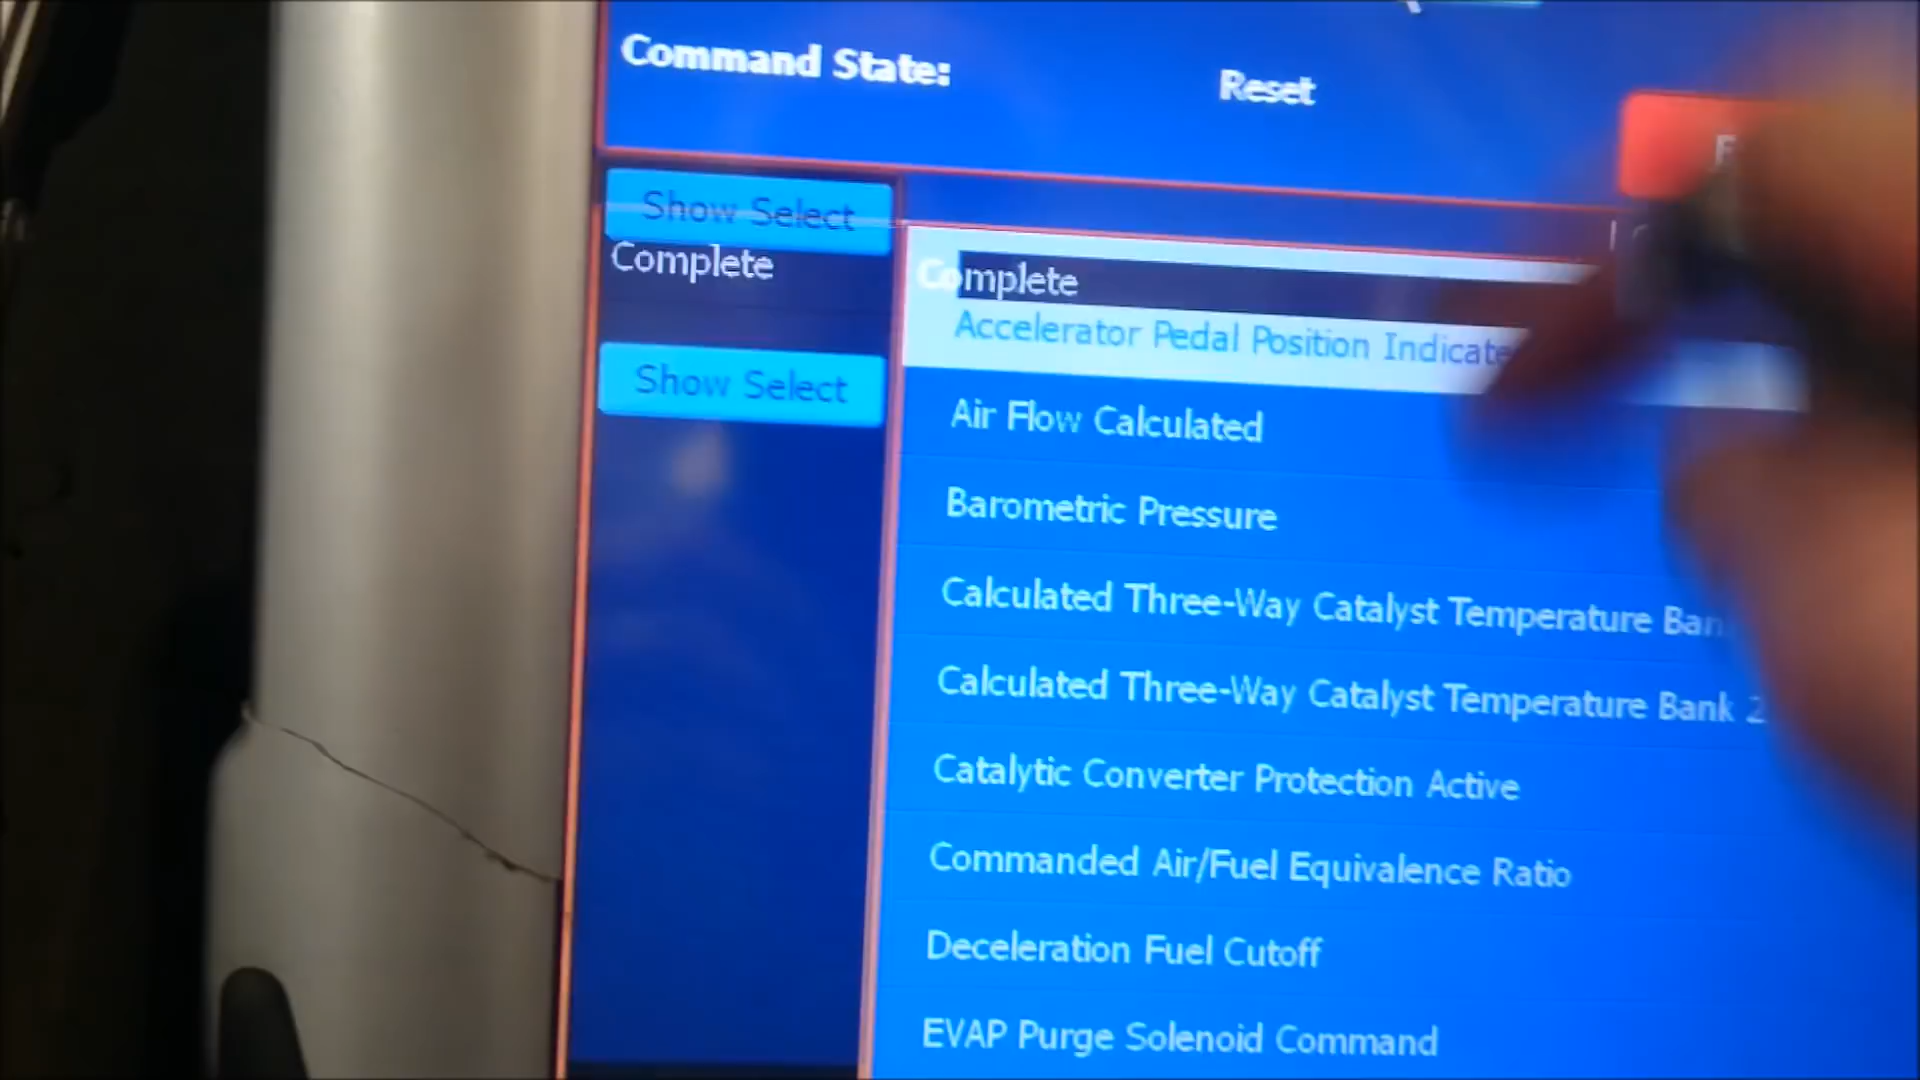 Command State:
Reset
Show Select
Complete
Complete
Accelerator Pedal Position Indicate
Show Select
Air Flow Calculated
Barometric Pressure
Calculated Three-Way Catalyst Temperature Ban
Calculated Three-Way Catalyst Temperature Bank 2
Catalytic Converter Protection Active
Commanded Air/Fuel Equivalence Ratio
Deceleration Fuel Cutoff
EVAP Purge Solenoid Command